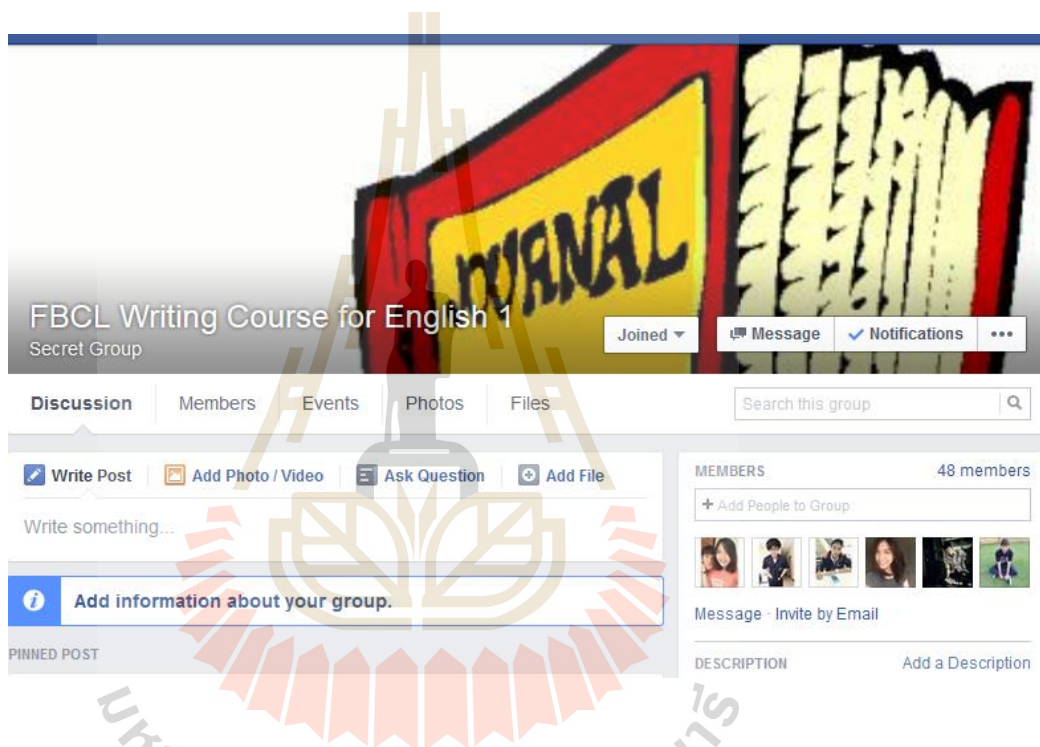 JOURNAL
FBCL Writing Course for English 1
Secret Group
Joined
Message
Notifications
Discussion
Members
Events
Photos
Files
Search this group
Write Post
Add Photo / Video
Ask Question
Add File
Write something...
Add information about your group.
PINNED POST
MEMBERS
48 members
+ Add People to Group
Message · Invite by Email
DESCRIPTION
Add a Description